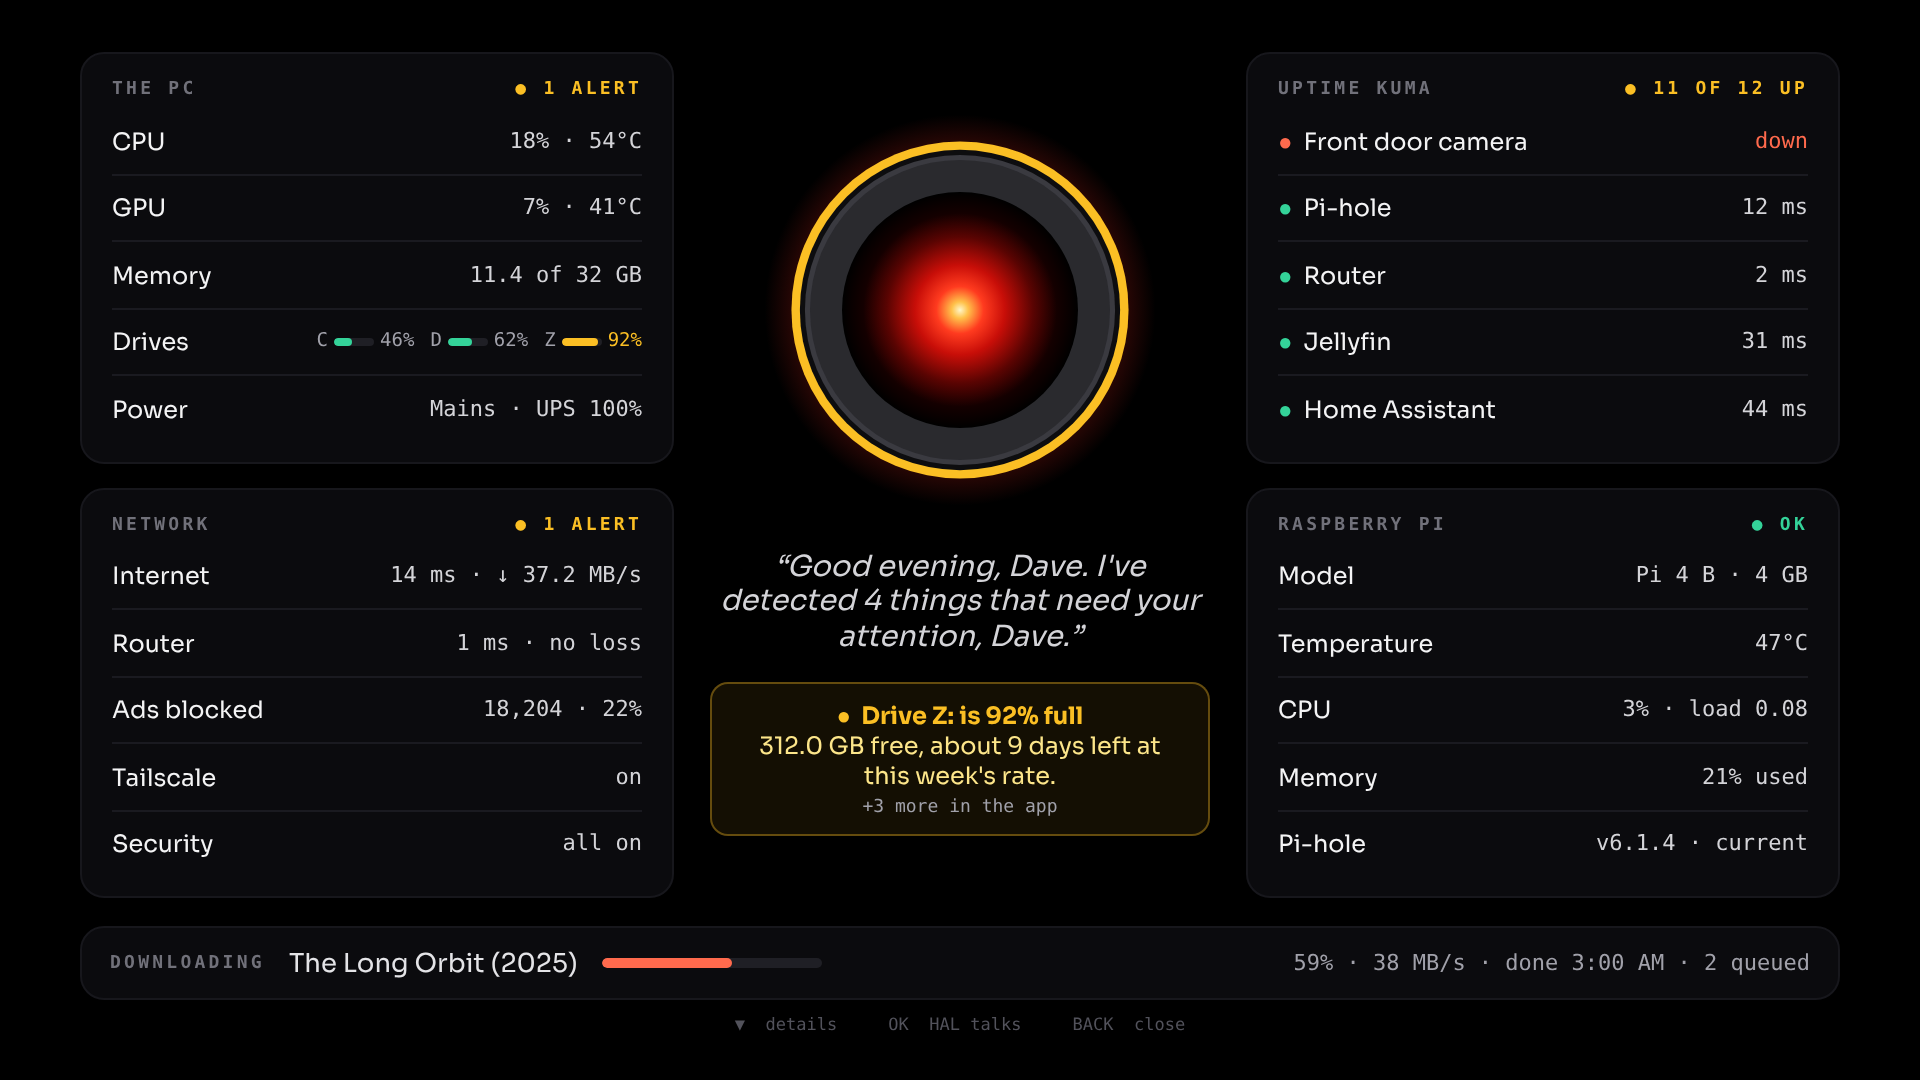 THE PC ● 1 ALERT
CPU 18% · 54°C
GPU 7% · 41°C
Memory 11.4 of 32 GB
Drives C 46% D 62% Z 92%
Power Mains · UPS 100%
NETWORK ● 1 ALERT
Internet 14 ms · ↓ 37.2 MB/s
Router 1 ms · no loss
Ads blocked 18,204 · 22%
Tailscale on
Security all on
“Good evening, Dave. I've
detected 4 things that need your
attention, Dave.”
● Drive Z: is 92% full
312.0 GB free, about 9 days left at
this week's rate.
+3 more in the app
UPTIME KUMA ● 11 OF 12 UP
● Front door camera down
● Pi-hole 12 ms
● Router 2 ms
● Jellyfin 31 ms
● Home Assistant 44 ms
RASPBERRY PI ● OK
Model Pi 4 B · 4 GB
Temperature 47°C
CPU 3% · load 0.08
Memory 21% used
Pi-hole v6.1.4 · current
DOWNLOADING The Long Orbit (2025) 59% · 38 MB/s · done 3:00 AM · 2 queued
▼ details OK HAL talks BACK close